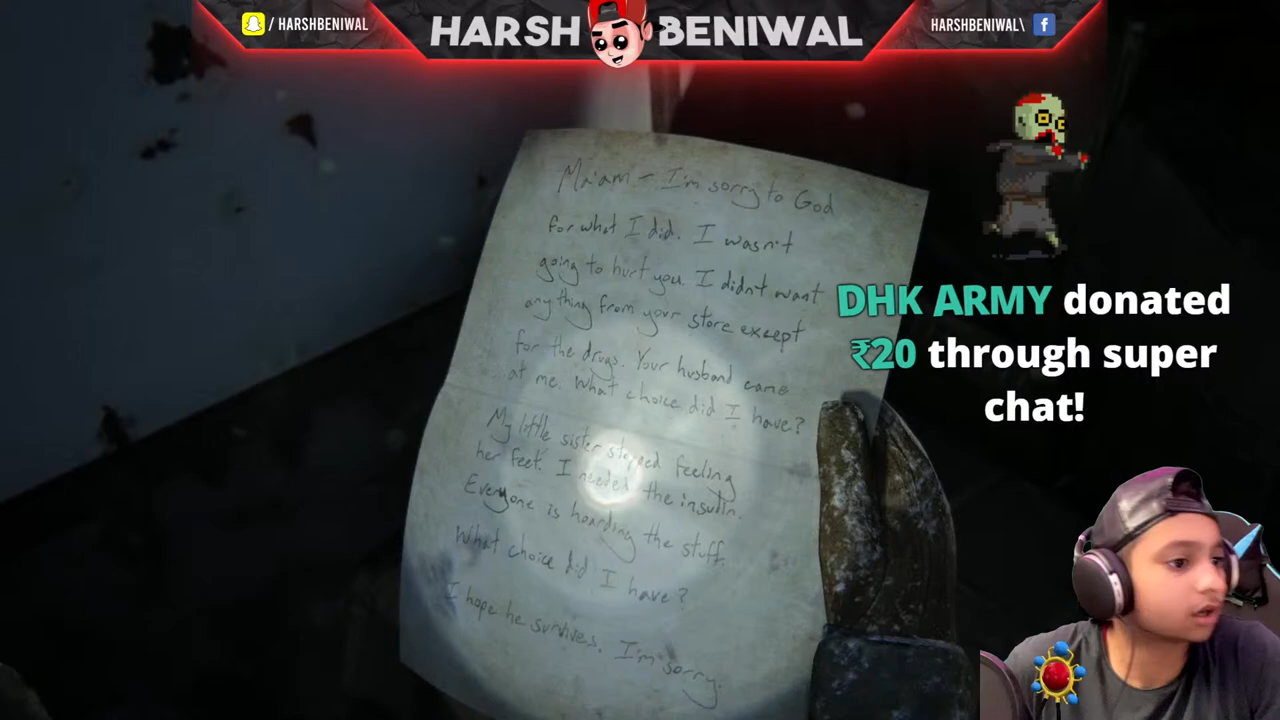 / HARSHBENIWAL
HARSH BENIWAL
HARSHBENIWAL\
Ma'am - I'm sorry to God
for what I did. I wasn't
going to hurt you. I didn't want
anything from your store except
for the drugs. Your husband came
at me. What choice did I have?
My little sister stopped feeling
her feet. I needed the insulin.
Everyone is hoarding the stuff.
What choice did I have?
I hope he survives. I'm sorry.
DHK ARMY donated
₹20 through super
chat!